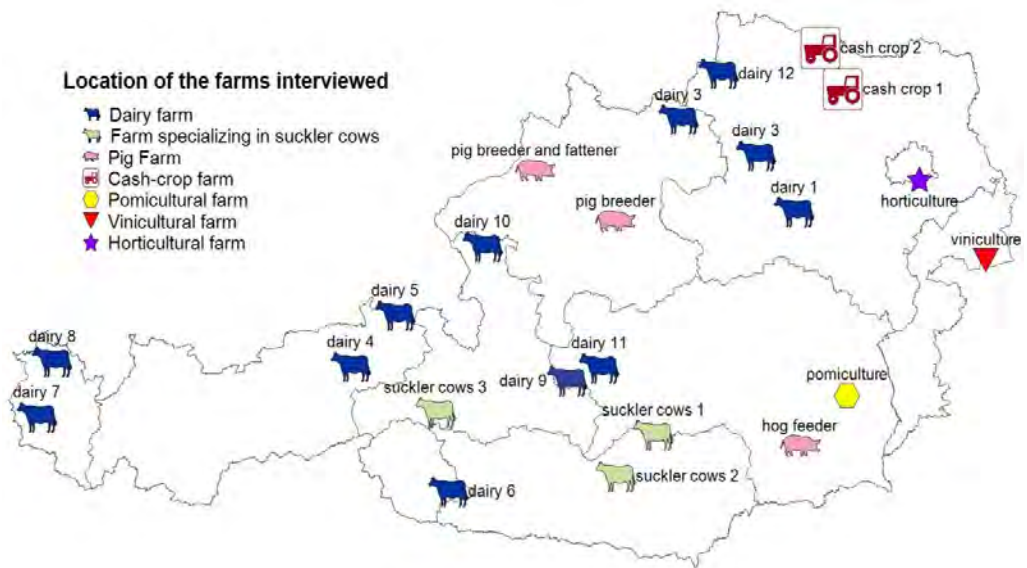 Location of the farms interviewed
Dairy farm
Farm specializing in suckler cows
Pig Farm
Cash-crop farm
Pomicultural farm
Vinicultural farm
Horticultural farm
cash crop 2
dairy 12
cash crop 1
dairy 3
dairy 3
pig breeder and fattener
dairy 1
horticulture
pig breeder
dairy 10
viniculture
dairy 5
dairy 8
dairy 4
dairy 11
dairy 9
pomiculture
dairy 7
suckler cows 3
suckler cows 1
hog feeder
suckler cows 2
dairy 6